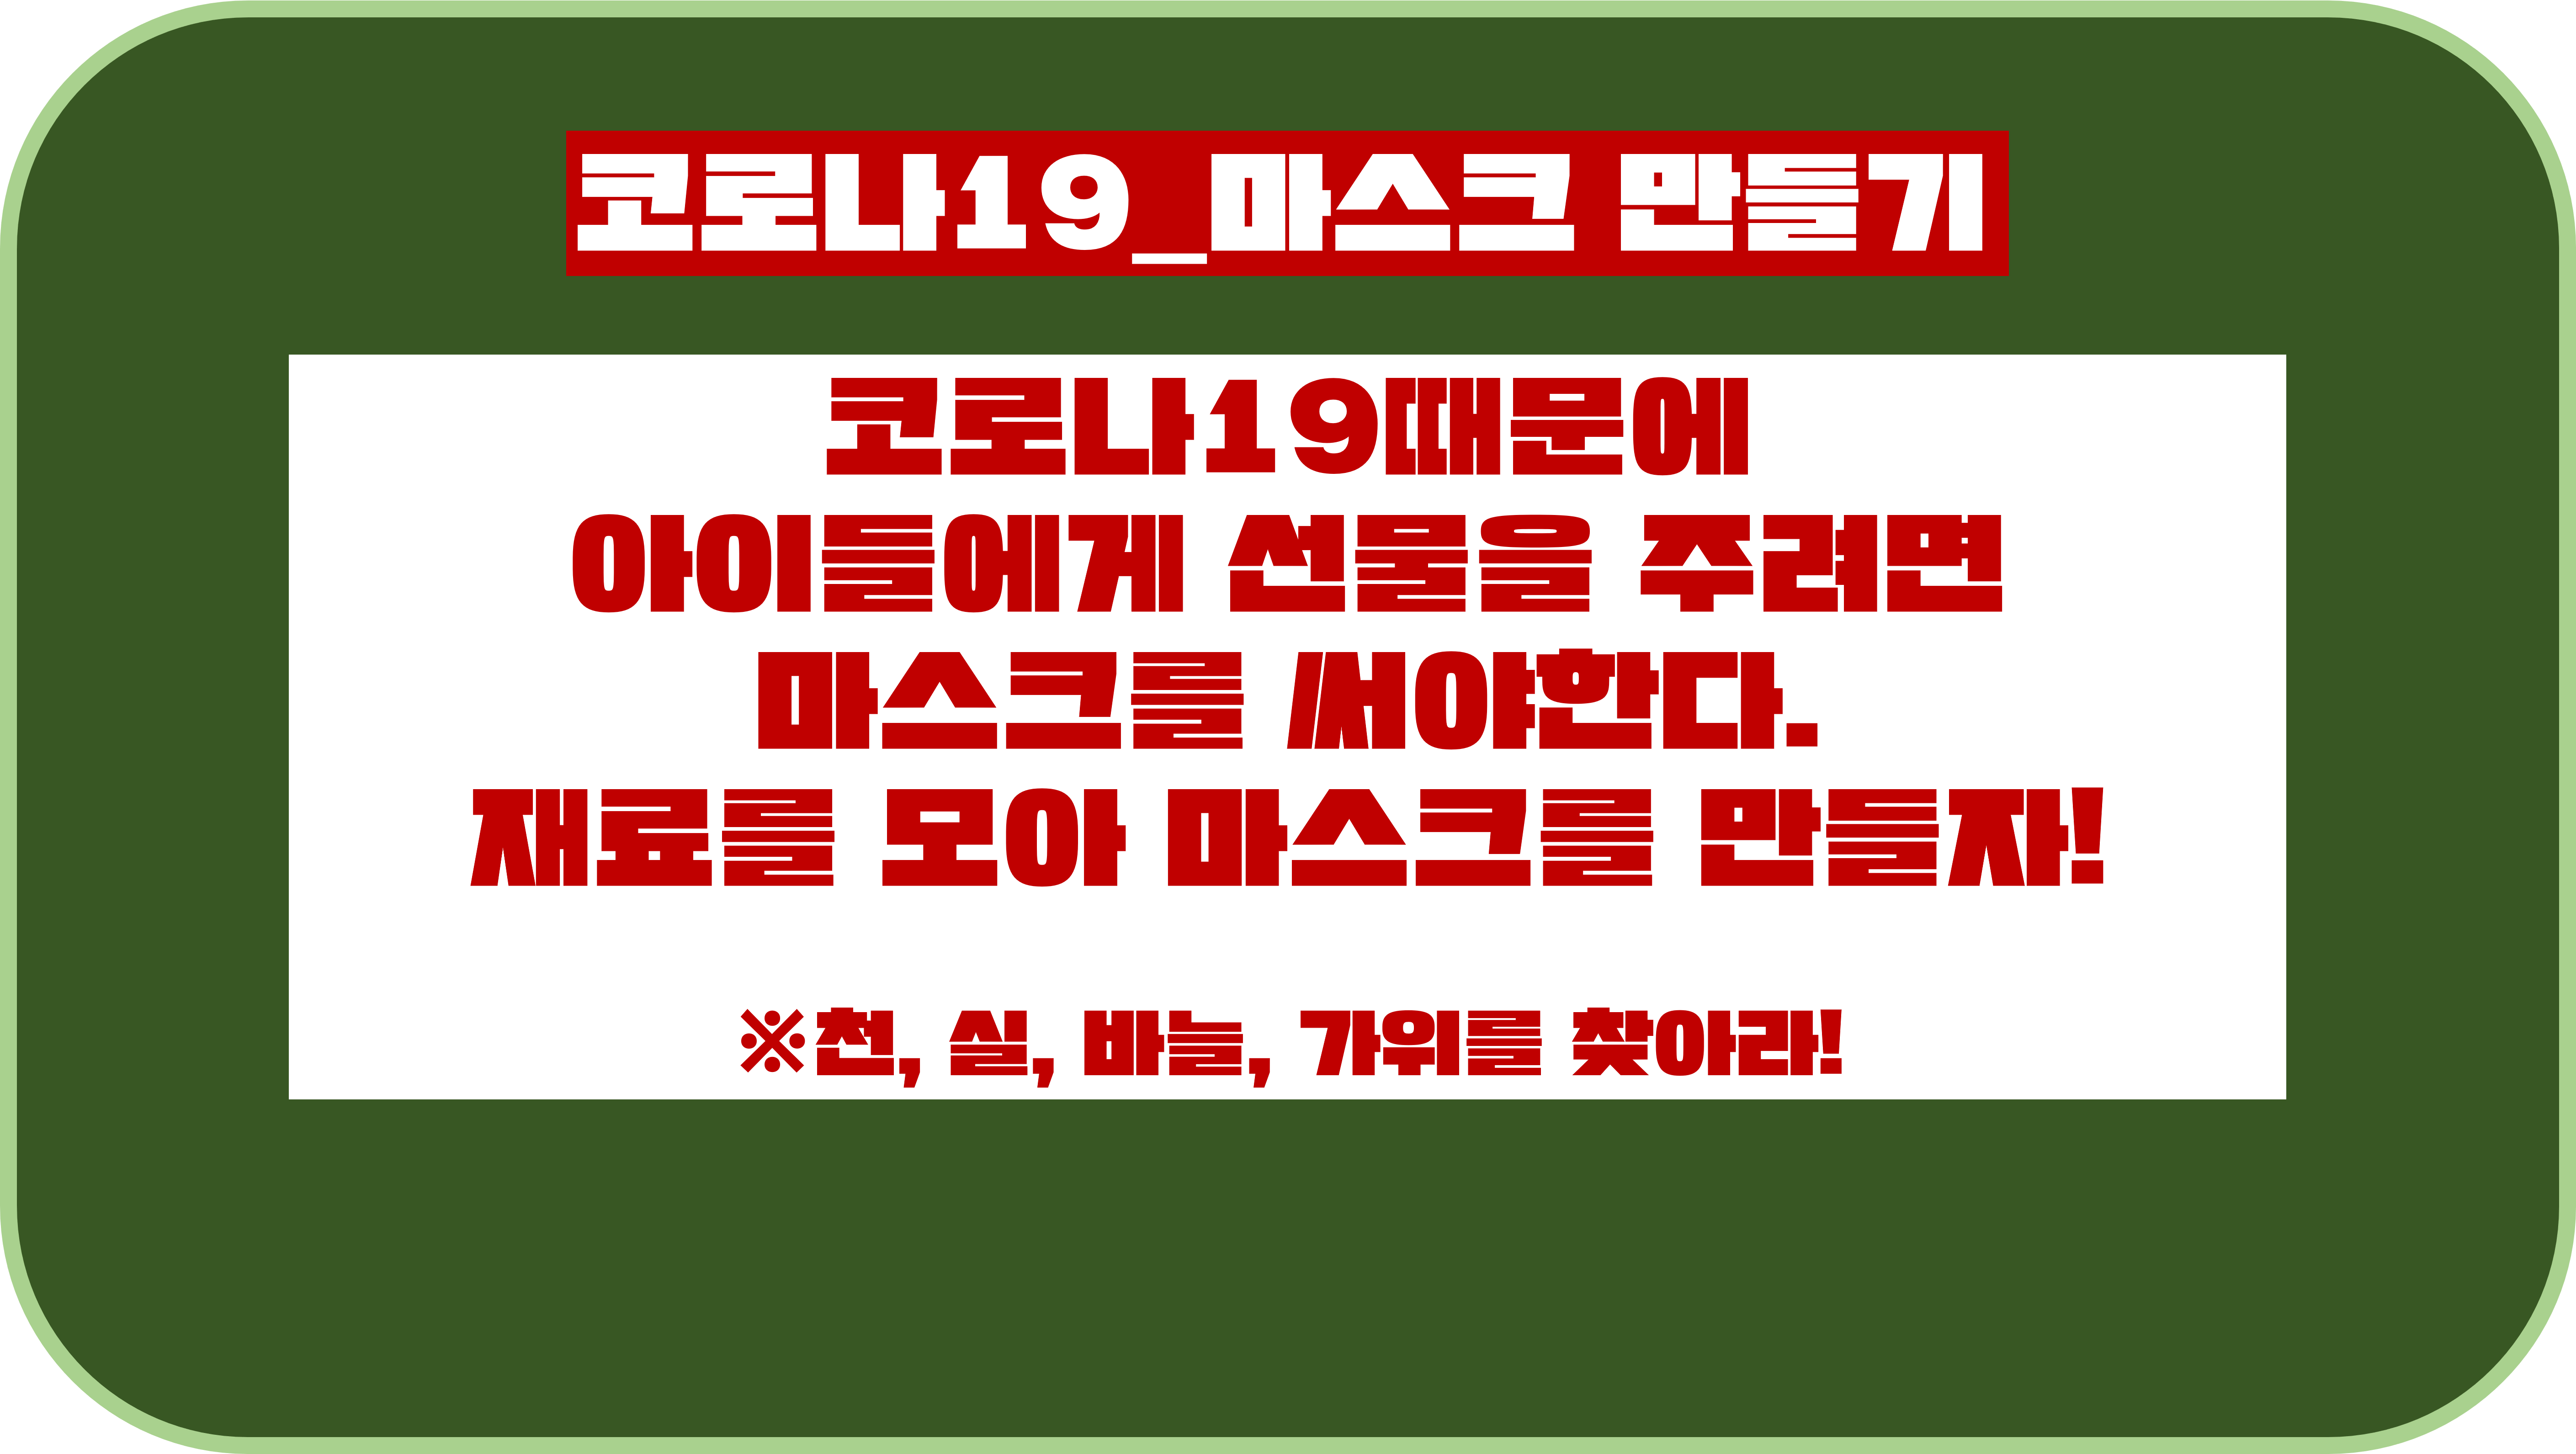 코로나19_마스크 만들기
코로나19때문에
아이들에게 선물을 주려면
마스크를 써야한다.
재료를 모아 마스크를 만들자!
※천, 실, 바늘, 가위를 찾아라!